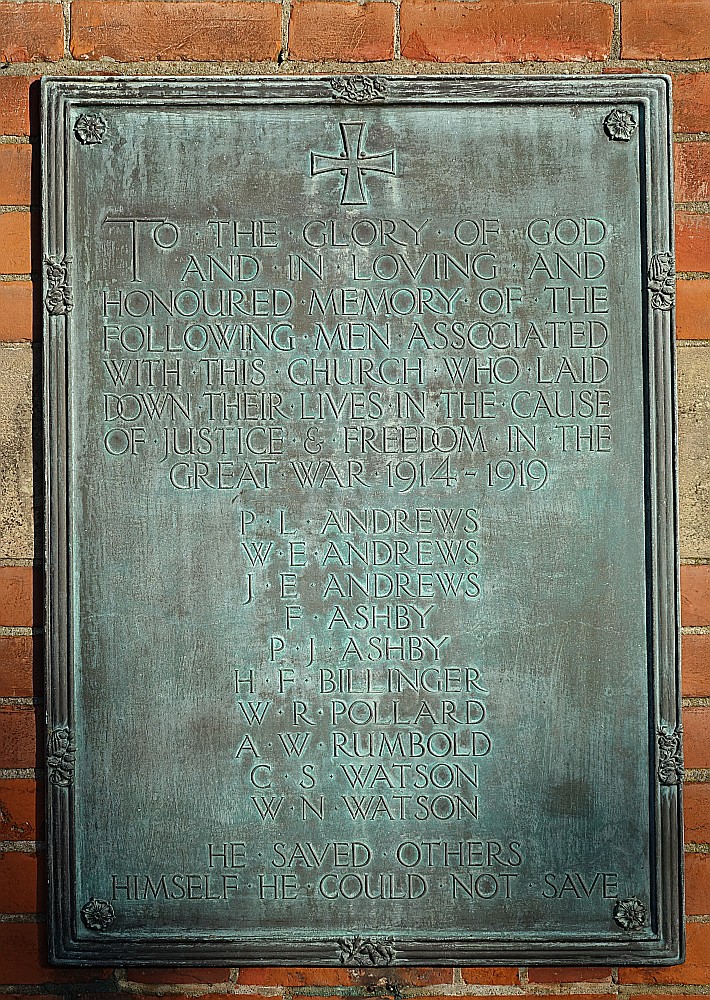 TO · THE · GLORY · OF · GOD
AND · IN · LOVING · AND
HONOURED · MEMORY · OF · THE
FOLLOWING · MEN · ASSOCIATED
WITH · THIS · CHURCH · WHO · LAID
DOWN · THEIR · LIVES · IN · THE · CAUSE
OF · JUSTICE · & · FREEDOM · IN · THE
GREAT · WAR · 1914 - 1919
P · L · ANDREWS
W · E · ANDREWS
J · E · ANDREWS
F · ASHBY
P · J · ASHBY
H · F · BILLINGER
W · R · POLLARD
A · W · RUMBOLD
C · S · WATSON
W · N · WATSON
HE · SAVED · OTHERS
HIMSELF · HE · COULD · NOT · SAVE